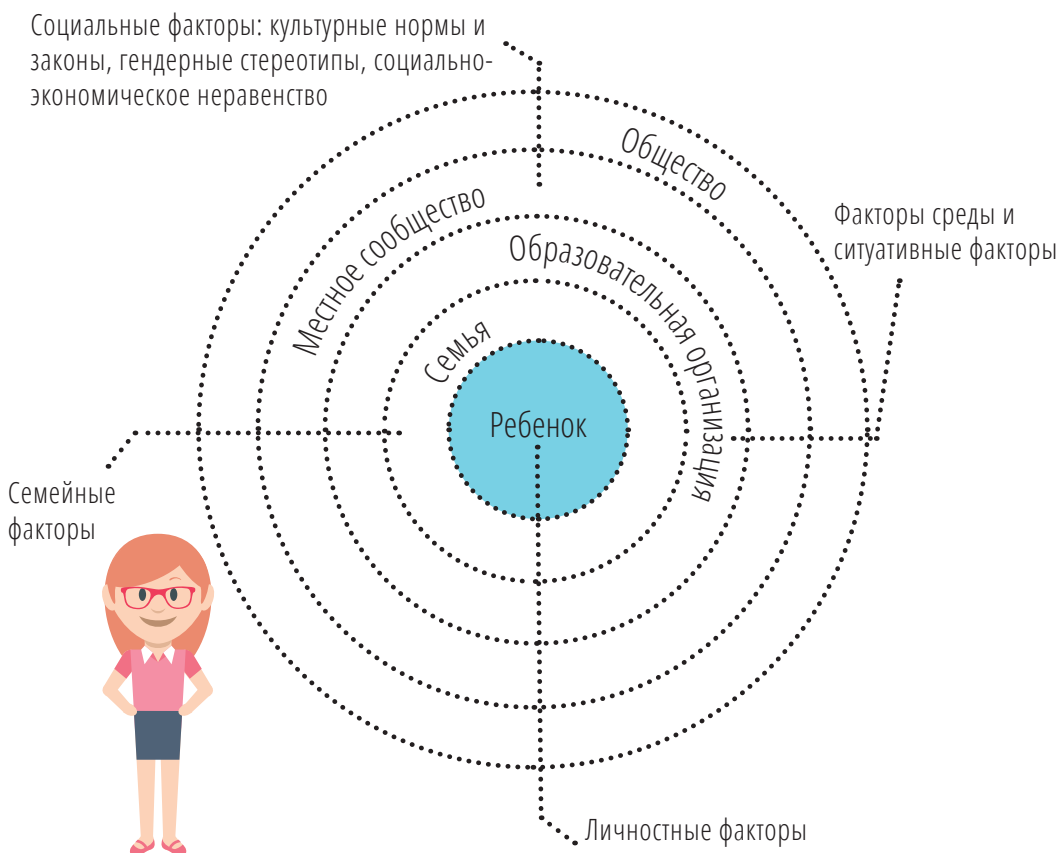 Социальные факторы: культурные нормы и
законы, гендерные стереотипы, социально-
экономическое неравенство
Общество
Местное сообщество
Образовательная организация
Семья
Ребенок
Факторы среды и
ситуативные факторы
Семейные
факторы
Личностные факторы